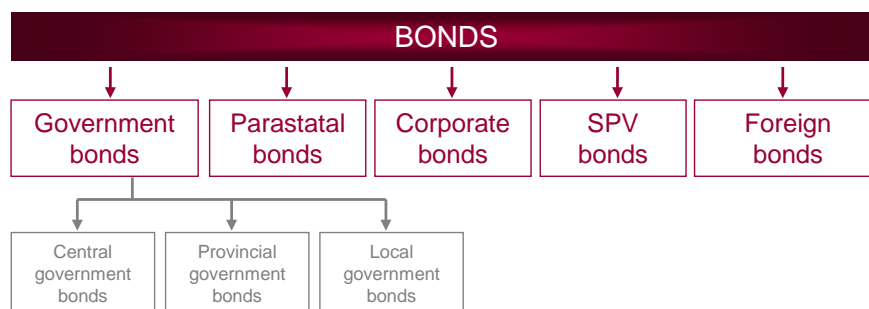 BONDS
Government
bonds
Parastatal
bonds
Corporate
bonds
SPV
bonds
Foreign
bonds
Central
government
bonds
Provincial
government
bonds
Local
government
bonds